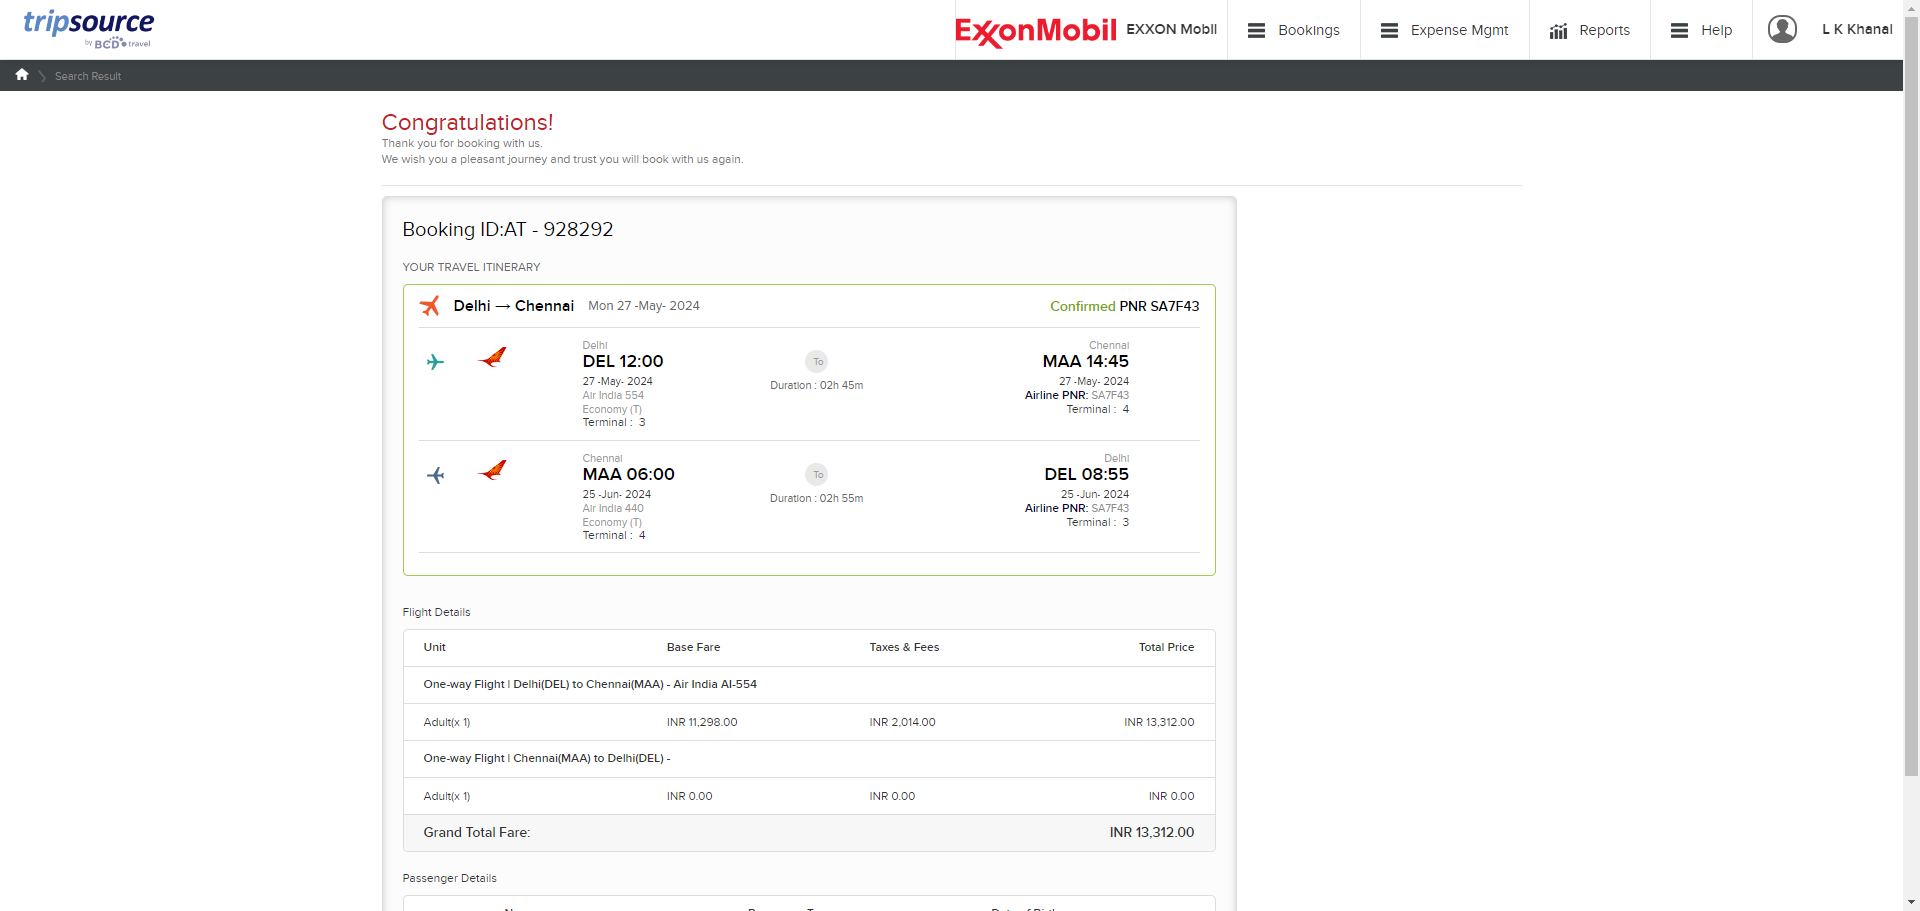 tripsource
by BCD travel
ExxonMobil EXXON Mobil Bookings Expense Mgmt Reports Help L K Khanal
Search Result
Congratulations!
Thank you for booking with us.
We wish you a pleasant journey and trust you will book with us again.
Booking ID:AT - 928292
YOUR TRAVEL ITINERARY
Delhi → Chennai Mon 27 -May- 2024 Confirmed PNR SA7F43
Delhi To Chennai
DEL 12:00 MAA 14:45
27 -May- 2024 Duration : 02h 45m 27 -May- 2024
Air India 554 Airline PNR: SA7F43
Economy (T) Terminal : 4
Terminal : 3
Chennai To Delhi
MAA 06:00 DEL 08:55
25 -Jun- 2024 Duration : 02h 55m 25 -Jun- 2024
Air India 440 Airline PNR: SA7F43
Economy (T) Terminal : 3
Terminal : 4
Flight Details
Unit Base Fare Taxes & Fees Total Price
One-way Flight | Delhi(DEL) to Chennai(MAA) - Air India AI-554
Adult(x 1) INR 11,298.00 INR 2,014.00 INR 13,312.00
One-way Flight | Chennai(MAA) to Delhi(DEL) -
Adult(x 1) INR 0.00 INR 0.00 INR 0.00
Grand Total Fare: INR 13,312.00
Passenger Details